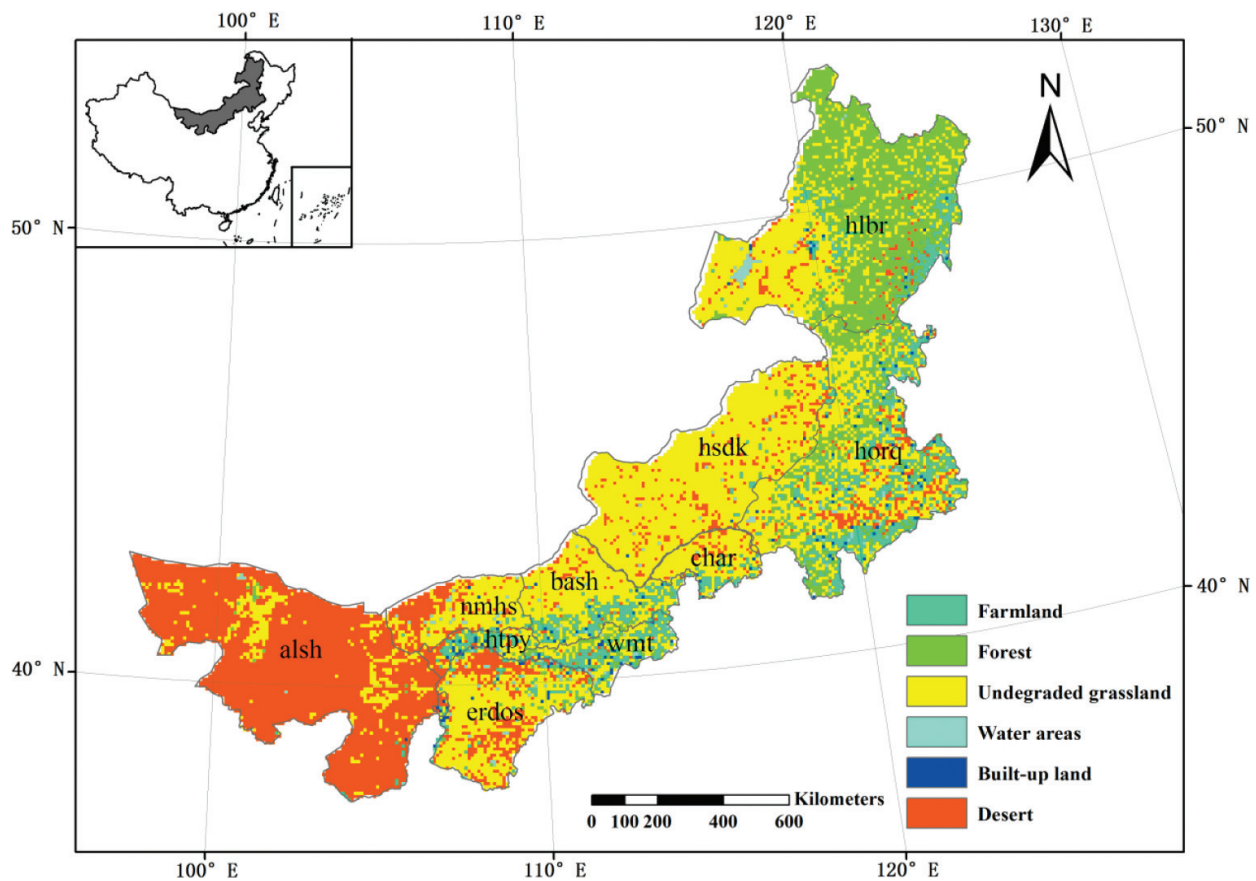 100° E
110° E
120° E
130° E
N
50° N
50° N
hlbr
hsdk
horq
char
bash
nmhs
htpy
wmt
alsh
erdos
40° N
40° N
Farmland
Forest
Undegraded grassland
Water areas
Built-up land
Desert
Kilometers
0 100 200 400 600
100° E
110° E
120° E